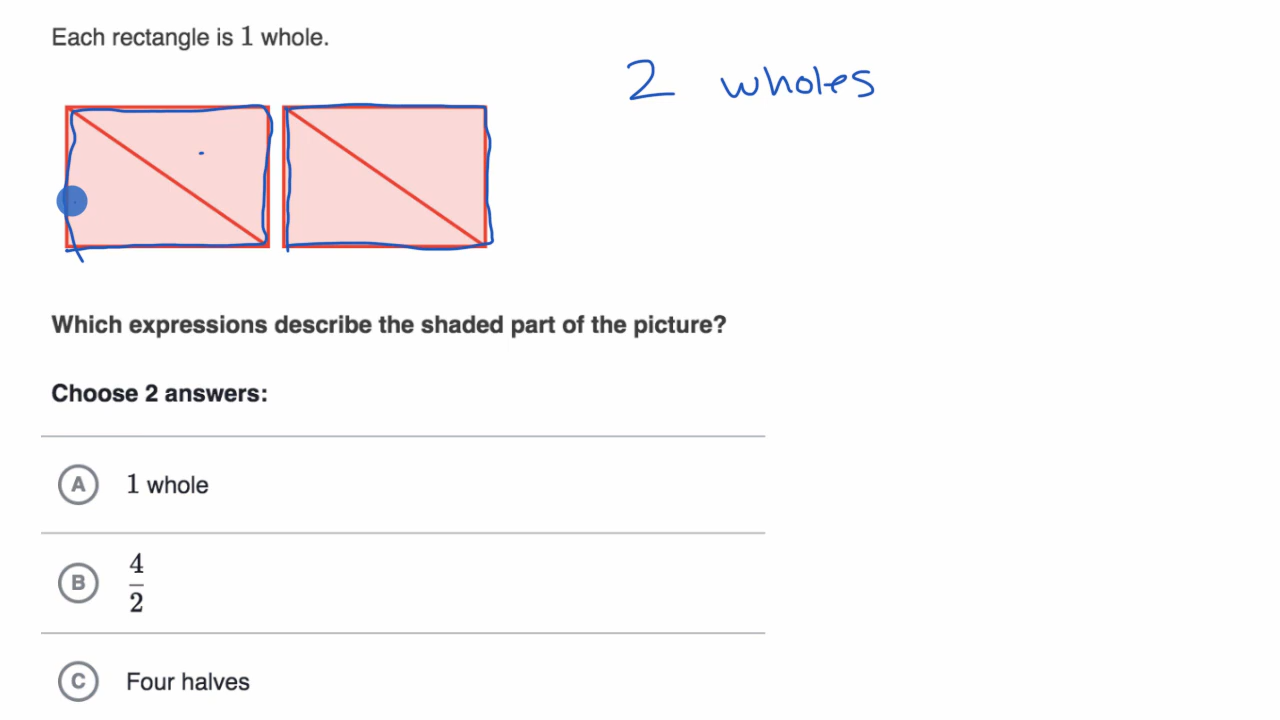 Each rectangle is 1 whole.
2 wholes
Which expressions describe the shaded part of the picture?
Choose 2 answers:
A 1 whole
B 4/2
C Four halves